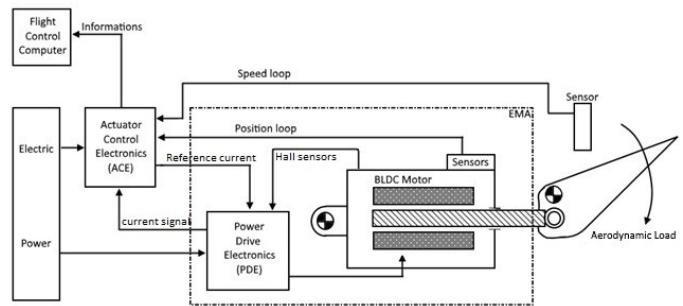 Flight
Control
Computer
Informations
Speed loop
Sensor
EMA
Electric
Actuator
Control
Electronics
(ACE)
Position loop
Reference current
Hall sensors
Sensors
BLDC Motor
current signal
Power
Power
Drive
Electronics
(PDE)
Aerodynamic Load